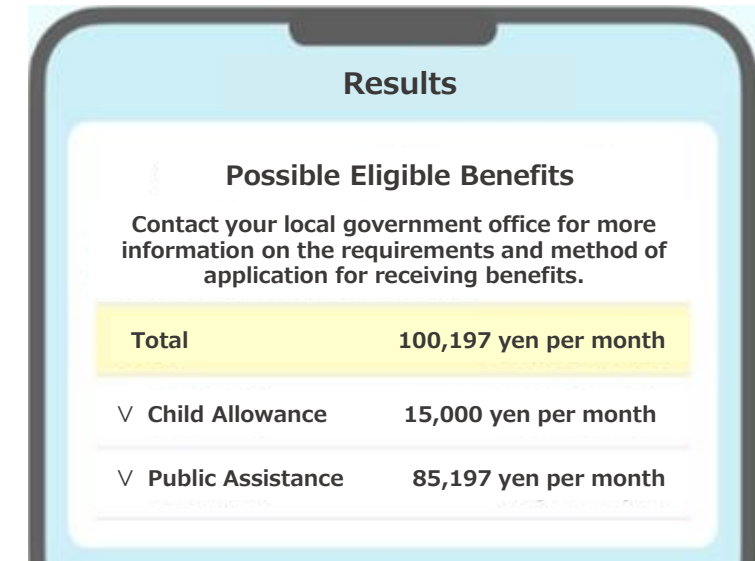 Results
Possible Eligible Benefits
Contact your local government office for more
information on the requirements and method of
application for receiving benefits.
Total 100,197 yen per month
∨ Child Allowance 15,000 yen per month
∨ Public Assistance 85,197 yen per month